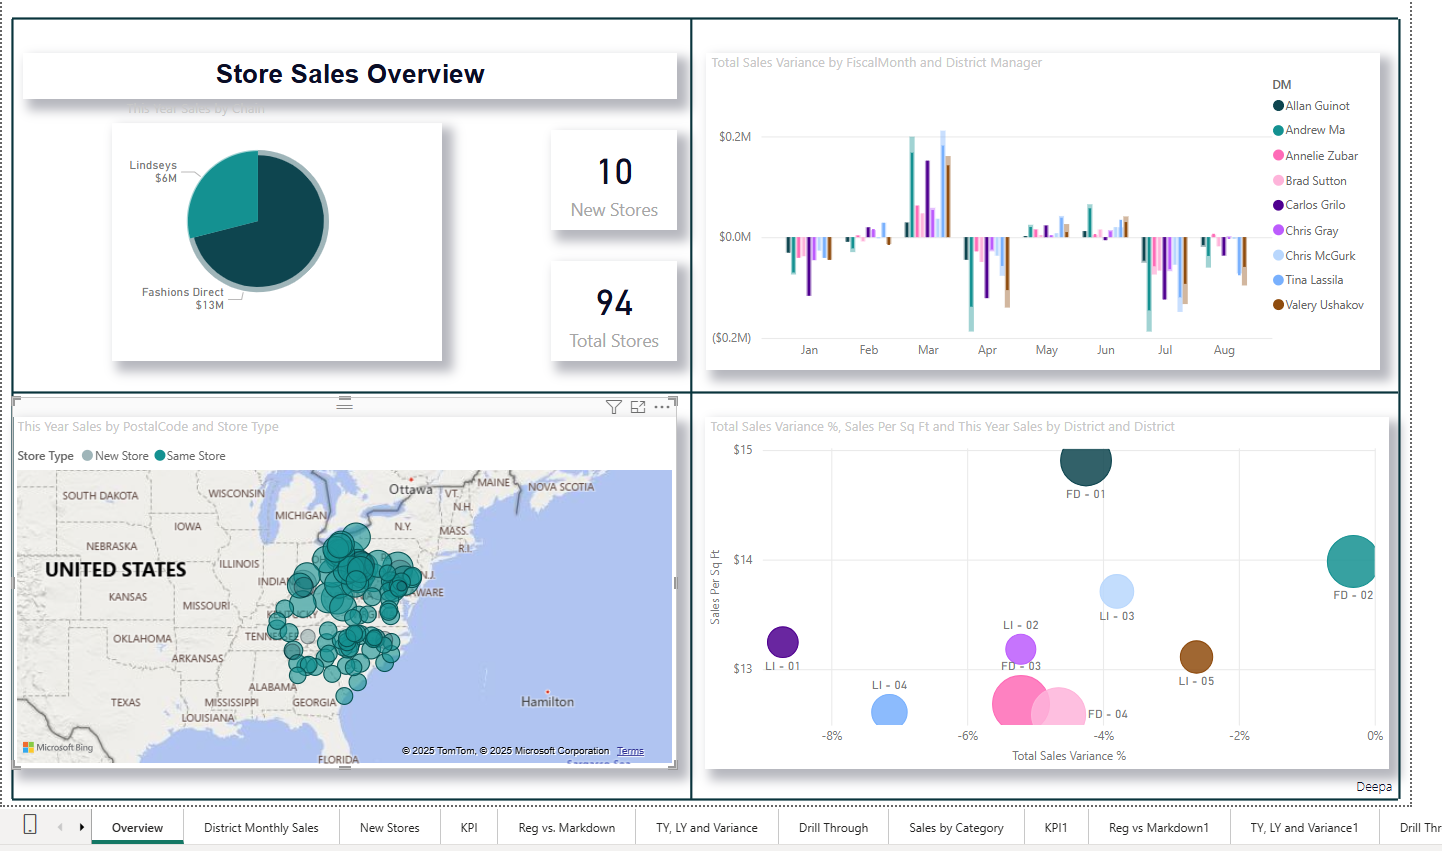 Store Sales Overview
This Year Sales by Chain
Lindseys
$6M
Fashions Direct
$13M
10
New Stores
94
Total Stores
Total Sales Variance by FiscalMonth and District Manager
DM
Allan Guinot
Andrew Ma
Annelie Zubar
Brad Sutton
Carlos Grilo
Chris Gray
Chris McGurk
Tina Lassila
Valery Ushakov
$0.2M
$0.0M
($0.2M)
Jan Feb Mar Apr May Jun Jul Aug
This Year Sales by PostalCode and Store Type
Store Type New Store Same Store
SOUTH DAKOTA
WISCONSIN
Ottawa
VT.
MAINE
NOVA SCOTIA
N.H.
MICHIGAN
IOWA
N.Y.
MASS.
NEBRASKA
R.I.
ILLINOIS
UNITED STATES
INDIA
N.J.
KANSAS
AWARE
MISSOURI
KENTUCKY
OKLAHOMA
TENNE
ARKANSAS
ALABAMA
TEXAS
MISSISSIPPI
GEORGIA
Hamilton
LOUISIANA
Microsoft Bing
© 2025 TomTom, © 2025 Microsoft Corporation Terms
FLORIDA
Total Sales Variance %, Sales Per Sq Ft and This Year Sales by District and District
Sales Per Sq Ft
$15
$14
$13
FD - 01
FD - 02
LI - 03
LI - 02
LI - 01
FD - 03
LI - 05
LI - 04
FD - 04
-8% -6% -4% -2% 0%
Total Sales Variance %
Deepa
Overview District Monthly Sales New Stores KPI Reg vs. Markdown TY, LY and Variance Drill Through Sales by Category KPI1 Reg vs Markdown1 TY, LY and Variance1 Drill Thr